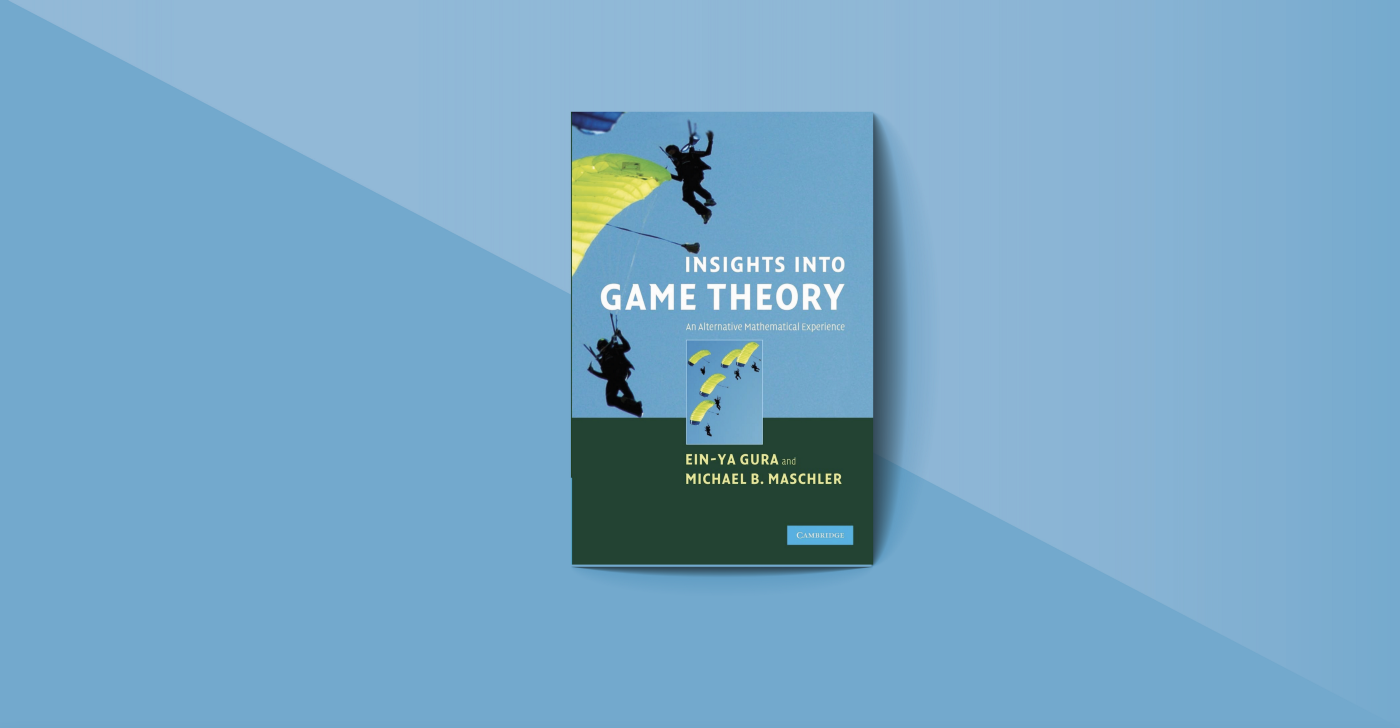 INSIGHTS INTO
GAME THEORY
An Alternative Mathematical Experience
EIN-YA GURA and
MICHAEL B. MASCHLER
CAMBRIDGE